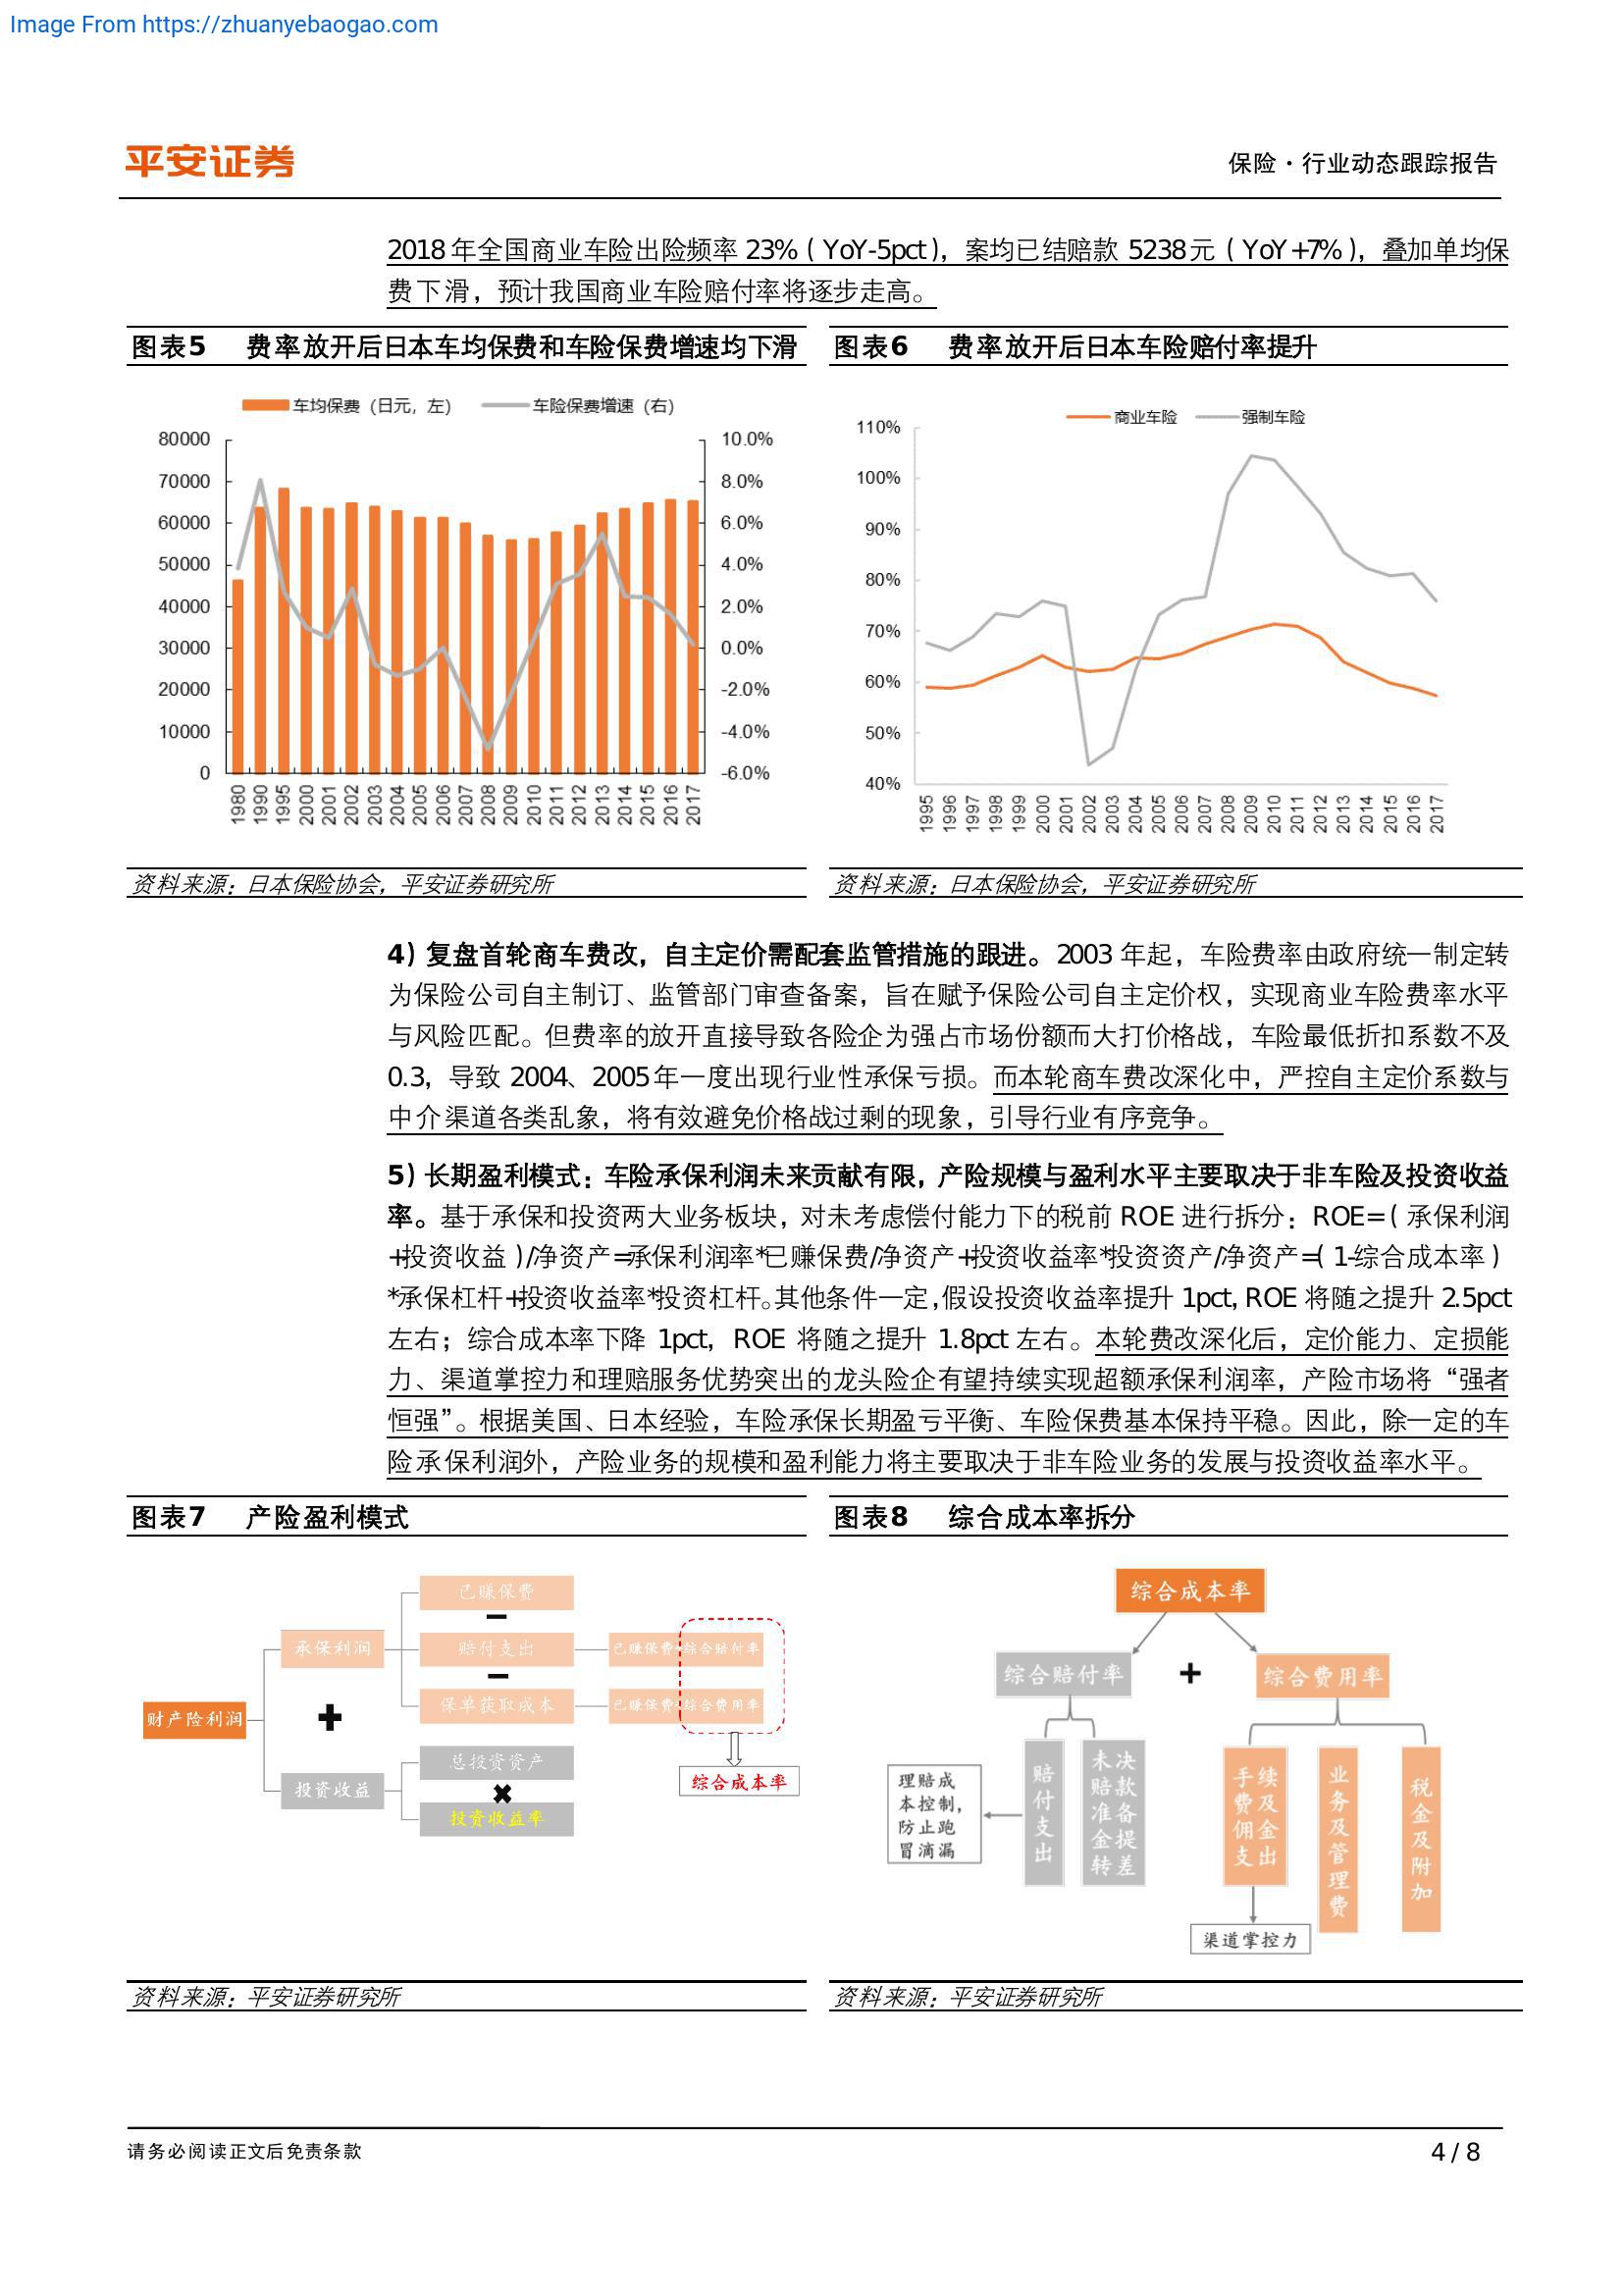 Image From https://zhuanyebaogao.com
平安证券
保险·行业动态跟踪报告
2018 年全国商业车险出险频率 23%（YoY-5pct），案均已结赔款 5238 元（YoY+7%），叠加单均保
费下滑，预计我国商业车险赔付率将逐步走高。
图表5 费率放开后日本车均保费和车险保费增速均下滑
车均保费（日元，左） 车险保费增速（右）
80000 10.0%
70000 8.0%
60000 6.0%
50000 4.0%
40000 2.0%
30000 0.0%
20000 -2.0%
10000 -4.0%
0 -6.0%
1980 1990 1995 2000 2001 2002 2003 2004 2005 2006 2007 2008 2009 2010 2011 2012 2013 2014 2015 2016 2017
资料来源：日本保险协会，平安证券研究所
图表6 费率放开后日本车险赔付率提升
商业车险 强制车险
110%
100%
90%
80%
70%
60%
50%
40%
1995 1996 1997 1998 1999 2000 2001 2002 2003 2004 2005 2006 2007 2008 2009 2010 2011 2012 2013 2014 2015 2016 2017
资料来源：日本保险协会，平安证券研究所
4）复盘首轮商车费改，自主定价需配套监管措施的跟进。2003 年起，车险费率由政府统一制定转
为保险公司自主制订、监管部门审查备案，旨在赋予保险公司自主定价权，实现商业车险费率水平
与风险匹配。但费率的放开直接导致各险企为强占市场份额而大打价格战，车险最低折扣系数不及
0.3，导致 2004、2005 年一度出现行业性承保亏损。而本轮商车费改深化中，严控自主定价系数与
中介渠道各类乱象，将有效避免价格战过剩的现象，引导行业有序竞争。
5）长期盈利模式：车险承保利润未来贡献有限，产险规模与盈利水平主要取决于非车险及投资收益
率。基于承保和投资两大业务板块，对未考虑偿付能力下的税前 ROE 进行拆分：ROE=（承保利润
+投资收益）/净资产=承保利润率*已赚保费/净资产+投资收益率*投资资产/净资产=（1-综合成本率）
*承保杠杆+投资收益率*投资杠杆。其他条件一定，假设投资收益率提升 1pct，ROE 将随之提升 2.5pct
左右；综合成本率下降 1pct，ROE 将随之提升 1.8pct 左右。本轮费改深化后，定价能力、定损能
力、渠道掌控力和理赔服务优势突出的龙头险企有望持续实现超额承保利润率，产险市场将“强者
恒强”。根据美国、日本经验，车险承保长期盈亏平衡、车险保费基本保持平稳。因此，除一定的车
险承保利润外，产险业务的规模和盈利能力将主要取决于非车险业务的发展与投资收益率水平。
图表7 产险盈利模式
已赚保费
承保利润 赔付支出 已赚保费 综合赔付率
保单获取成本 已赚保费 综合费用率
财产险利润
总投资资产
投资收益
投资收益率
综合成本率
资料来源：平安证券研究所
图表8 综合成本率拆分
综合成本率
综合赔付率 + 综合费用率
理赔成
本控制，
防止跑
冒滴漏
赔付支出
未决赔款准备金提转差
手续费及佣金支出
业务及管理费
税金及附加
渠道掌控力
资料来源：平安证券研究所
请务必阅读正文后免责条款
4 / 8